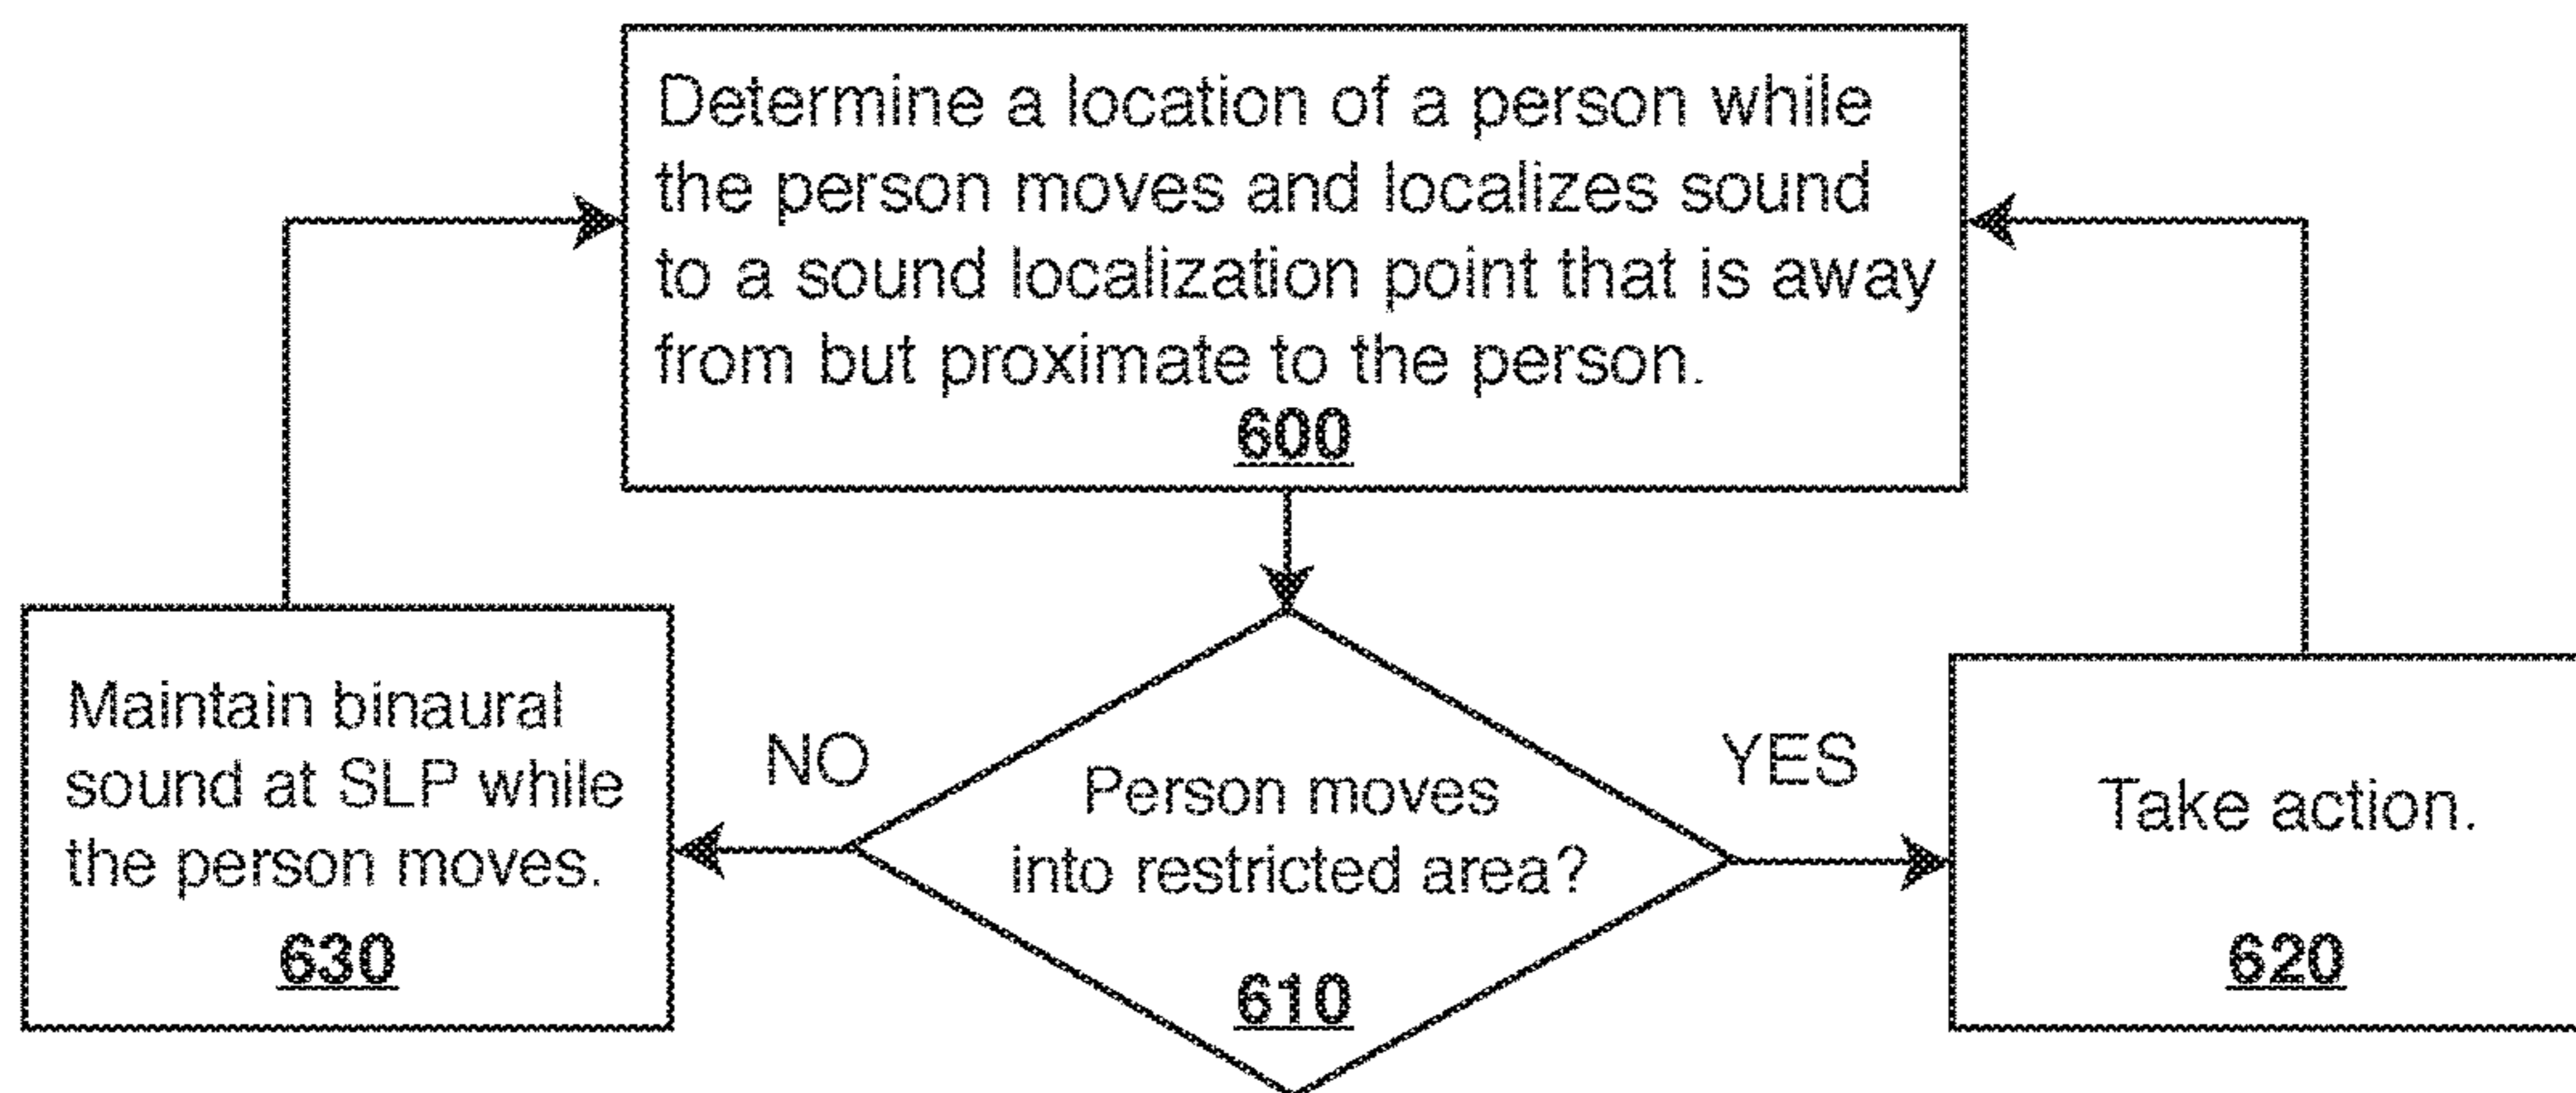 Determine a location of a person while
the person moves and localizes sound
to a sound localization point that is away
from but proximate to the person.
600
Maintain binaural
sound at SLP while
the person moves.
630
NO
Person moves
into restricted area?
610
YES
Take action.
620